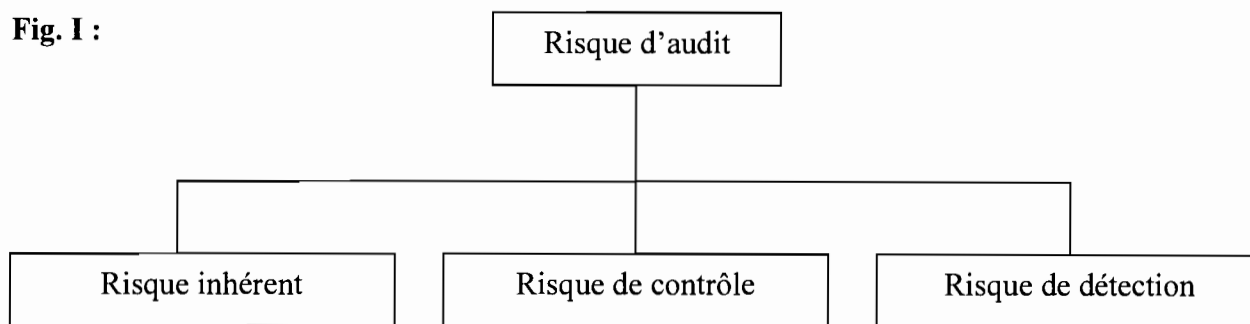 Fig. I :
Risque d'audit
Risque inhérent
Risque de contrôle
Risque de détection